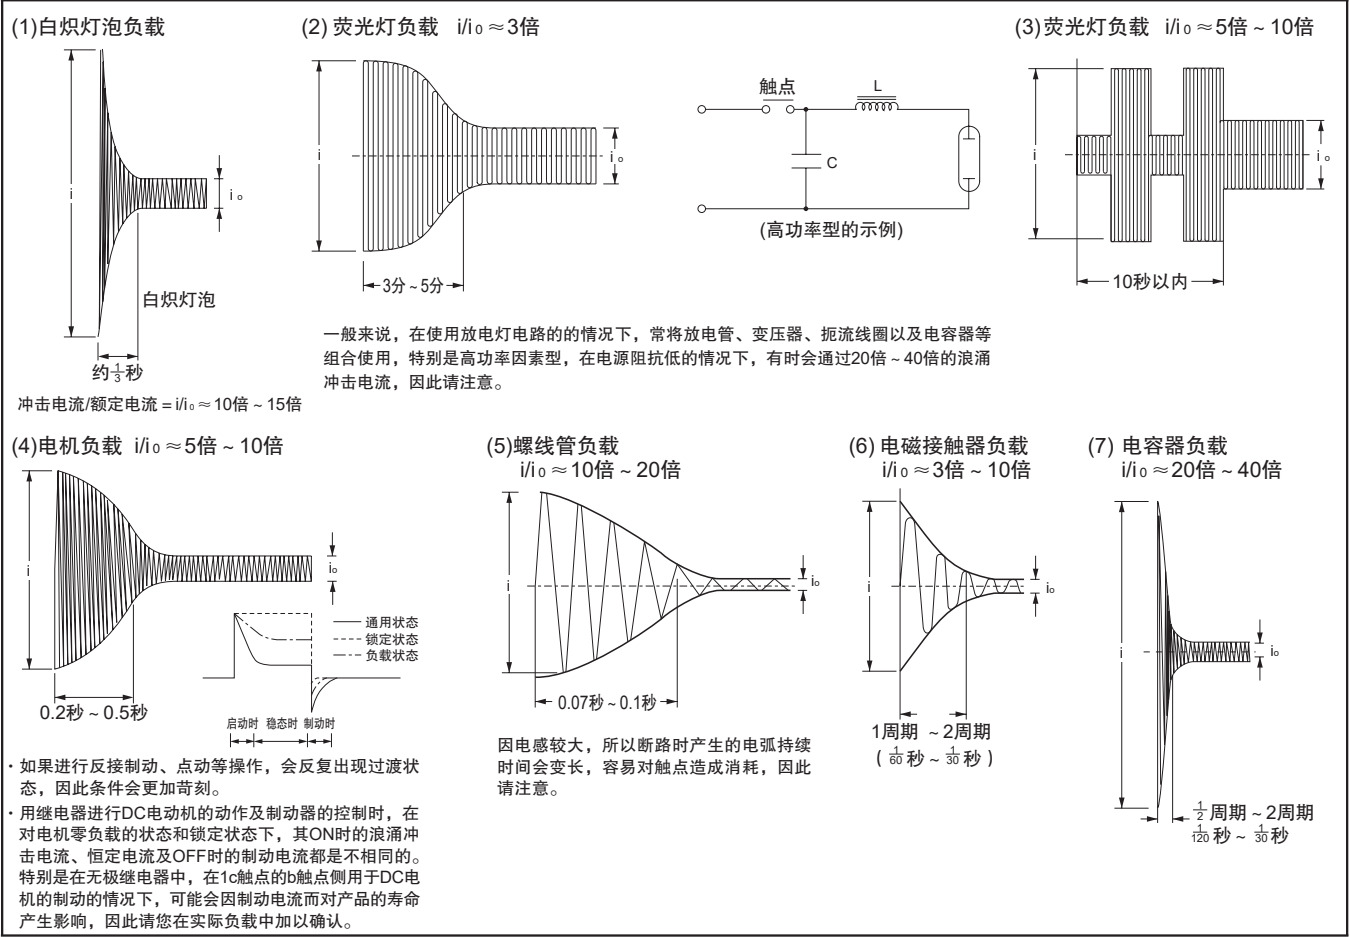 (1)白炽灯泡负载
i
i₀
白炽灯泡
约1/3秒
冲击电流/额定电流 = i/i₀ ≈ 10倍 ~ 15倍
(2) 荧光灯负载 i/i₀ ≈ 3倍
i
i₀
3分 ~ 5分
触点
L
C
(高功率型的示例)
(3) 荧光灯负载 i/i₀ ≈ 5倍 ~ 10倍
i
i₀
10秒以内
一般来说，在使用放电灯电路的的情况下，常将放电管、变压器、扼流线圈以及电容器等
组合使用，特别是高功率因素型，在电源阻抗低的情况下，有时会通过20倍 ~ 40倍的浪涌
冲击电流，因此请注意。
(4)电机负载 i/i₀ ≈ 5倍 ~ 10倍
i
i₀
0.2秒 ~ 0.5秒
通用状态
锁定状态
负载状态
启动时 稳态时 制动时
・如果进行反接制动、点动等操作，会反复出现过渡状
态，因此条件会更加苛刻。
・用继电器进行DC电动机的动作及制动器的控制时，在
对电机零负载的状态和锁定状态下，其ON时的浪涌冲
击电流、恒定电流及OFF时的制动电流都是不相同的。
特别是在无极继电器中，在1c触点的b触点侧用于DC电
机的制动的情况下，可能会因制动电流而对产品的寿命
产生影响，因此请您在实际负载中加以确认。
(5)螺线管负载
i/i₀ ≈ 10倍 ~ 20倍
i
i₀
0.07秒 ~ 0.1秒
因电感较大，所以断路时产生的电弧持续
时间会变长，容易对触点造成消耗，因此
请注意。
(6) 电磁接触器负载
i/i₀ ≈ 3倍 ~ 10倍
i
i₀
1周期 ~ 2周期
( 1/60 秒 ~ 1/30 秒 )
(7) 电容器负载
i/i₀ ≈ 20倍 ~ 40倍
i
i₀
1/2 周期 ~ 2周期
1/120 秒 ~ 1/30 秒